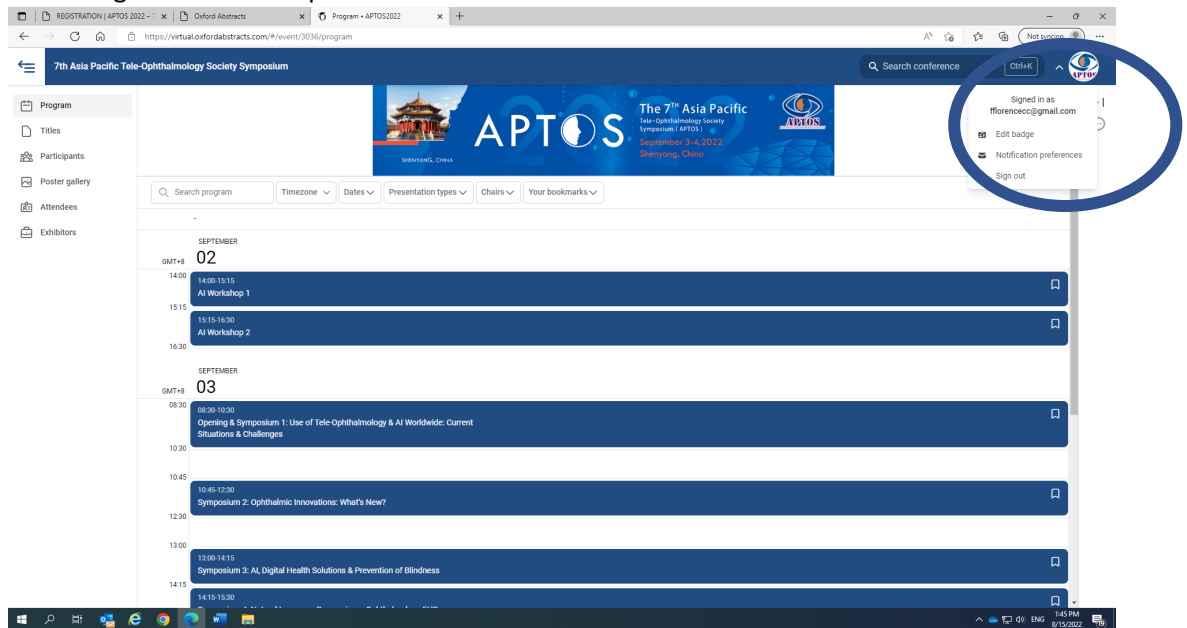 REGISTRATION | APTOS 2022 – T
Oxford Abstracts
Program • APTOS2022
https://virtual.oxfordabstracts.com/#/event/3036/program
Not syncing
7th Asia Pacific Tele-Ophthalmology Society Symposium
Search conference
Ctrl+K
APTOS
Signed in as
fflorencecc@gmail.com
Edit badge
Notification preferences
Sign out
Program
Titles
Participants
Poster gallery
Attendees
Exhibitors
SHENYANG, CHINA
APTOS
2022
The 7TH Asia Pacific
Tele-Ophthalmology Society
Symposium (APTOS)
September 3-4,2022
Shenyang, China
APTOS
Search program
Timezone
Dates
Presentation types
Chairs
Your bookmarks
-
SEPTEMBER
GMT+8 02
14:00
14:00-15:15
AI Workshop 1
15:15
15:15-16:30
AI Workshop 2
16:30
SEPTEMBER
GMT+8 03
08:30
08:30-10:30
Opening & Symposium 1: Use of Tele-Ophthalmology & AI Worldwide: Current
Situations & Challenges
10:30
10:45
10:45-12:30
Symposium 2: Ophthalmic Innovations: What's New?
12:30
13:00
13:00-14:15
Symposium 3: AI, Digital Health Solutions & Prevention of Blindness
14:15
14:15-15:30
ENG
1:45 PM
8/15/2022